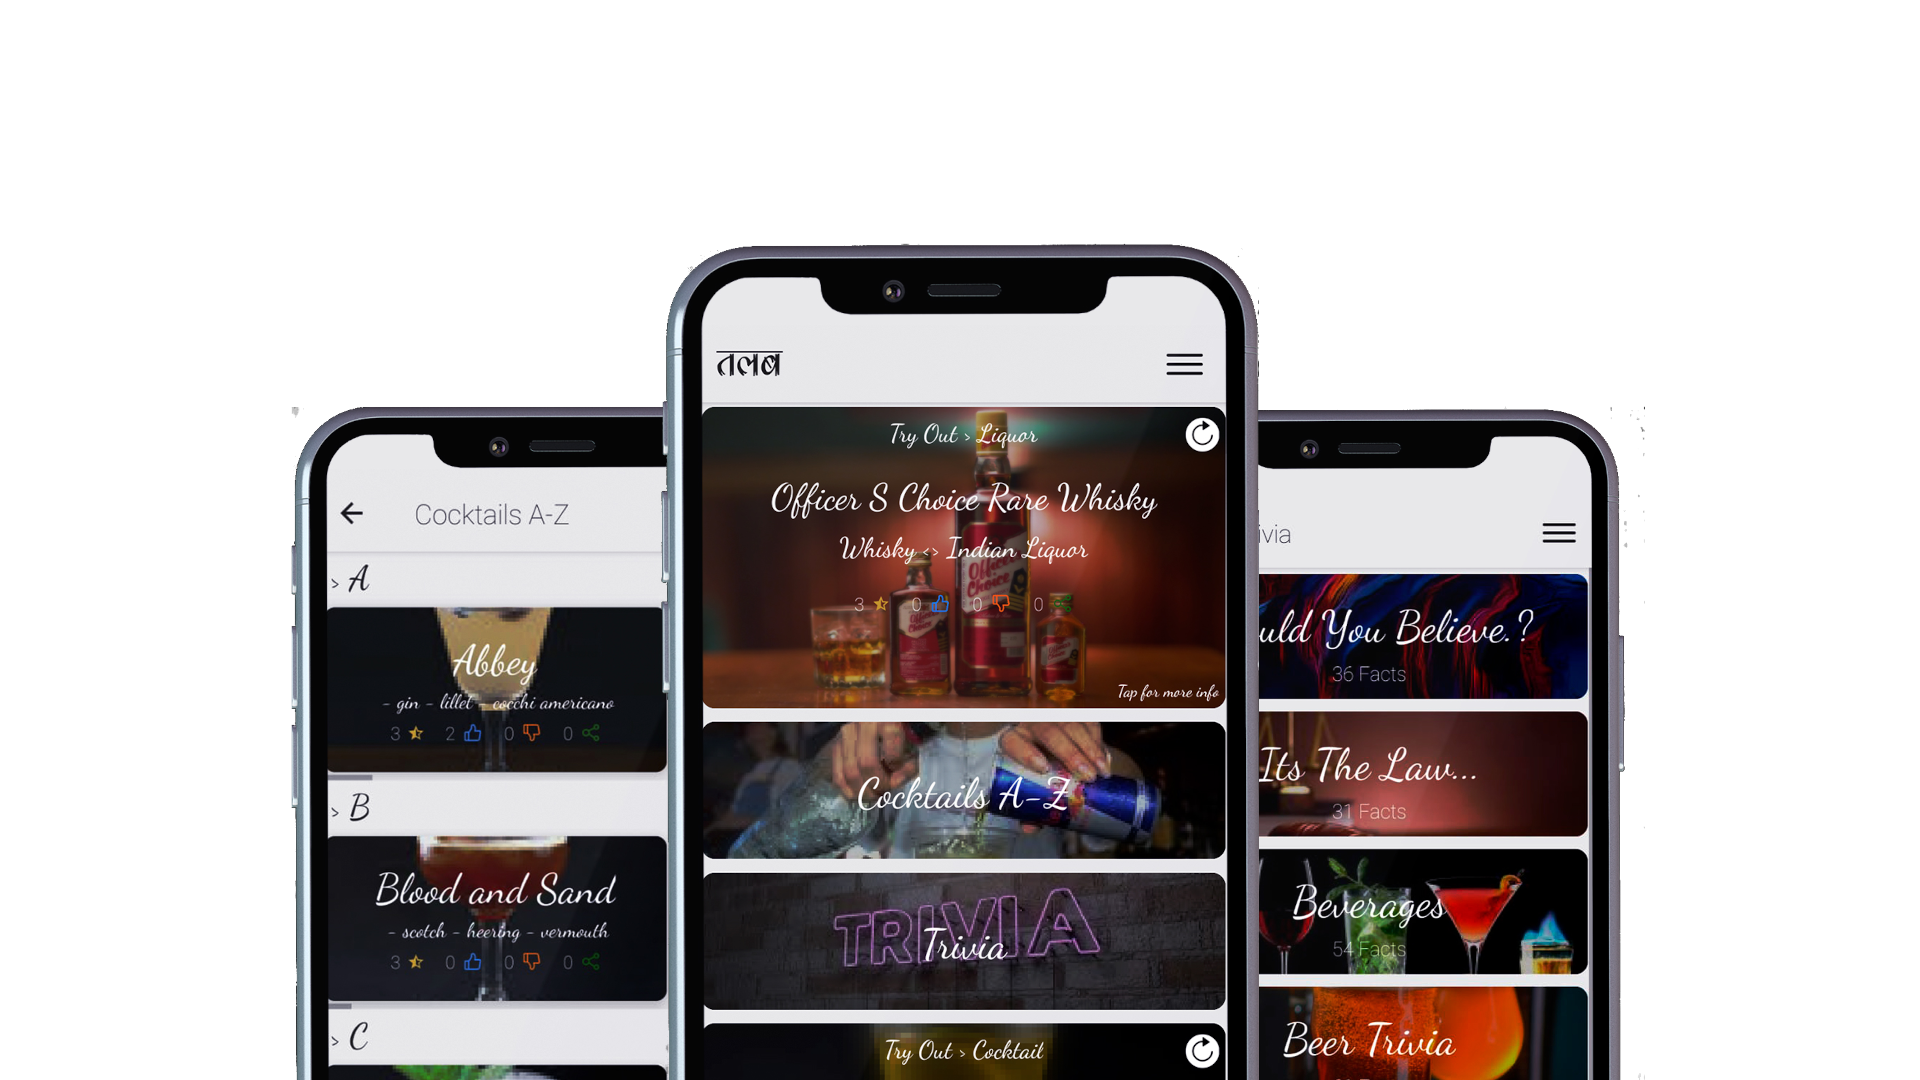 Cocktails A-Z
> A
Abbey
- gin - lillet - cocchi americano
3 2 0 0
> B
Blood and Sand
- scotch - heering - vermouth
3 0 0 0
> C
तलब
Try Out > Liquor
Officer S Choice Rare Whisky
Whisky <> Indian Liquor
3 0 0 0
Officer's
Choice
Tap for more info
Cocktails A-Z
TRIVIA
Trivia
Try Out > Cocktail
ivia
uld You Believe.?
36 Facts
Its The Law...
31 Facts
Beverages
54 Facts
Beer Trivia